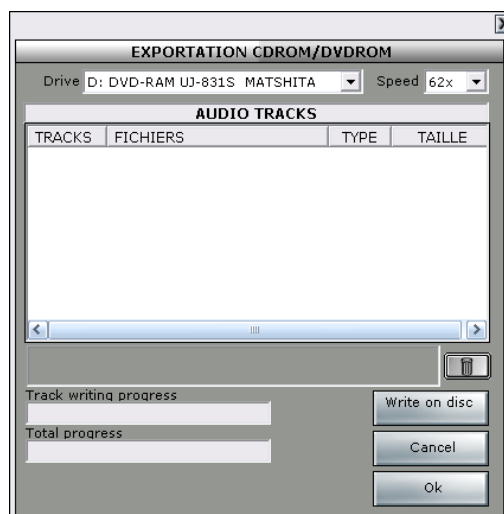 EXPORTATION CDROM/DVDROM
Drive D: DVD-RAM UJ-831S MATSHITA Speed 62x
AUDIO TRACKS
TRACKS FICHIERS TYPE TAILLE
Track writing progress
Write on disc
Total progress
Cancel
Ok